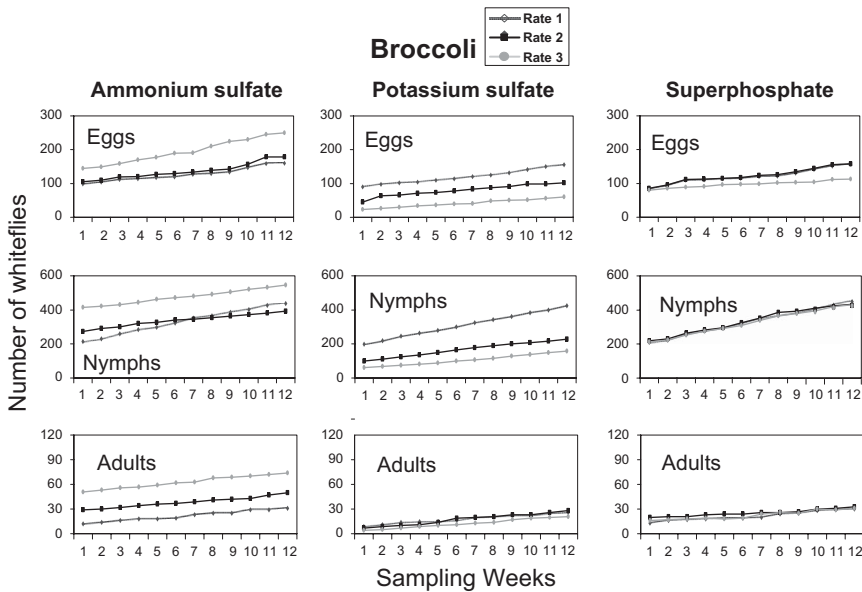 Broccoli
Rate 1
Rate 2
Rate 3
Ammonium sulfate
Potassium sulfate
Superphosphate
Number of whiteflies
300
200
100
0
Eggs
1 2 3 4 5 6 7 8 9 10 11 12
300
200
100
0
Eggs
1 2 3 4 5 6 7 8 9 10 11 12
300
200
100
0
Eggs
1 2 3 4 5 6 7 8 9 10 11 12
600
400
200
0
Nymphs
1 2 3 4 5 6 7 8 9 10 11 12
600
400
200
0
Nymphs
1 2 3 4 5 6 7 8 9 10 11 12
600
400
200
0
Nymphs
1 2 3 4 5 6 7 8 9 10 11 12
120
90
60
30
0
Adults
1 2 3 4 5 6 7 8 9 10 11 12
120
90
60
30
0
Adults
1 2 3 4 5 6 7 8 9 10 11 12
120
90
60
30
0
Adults
1 2 3 4 5 6 7 8 9 10 11 12
Sampling Weeks